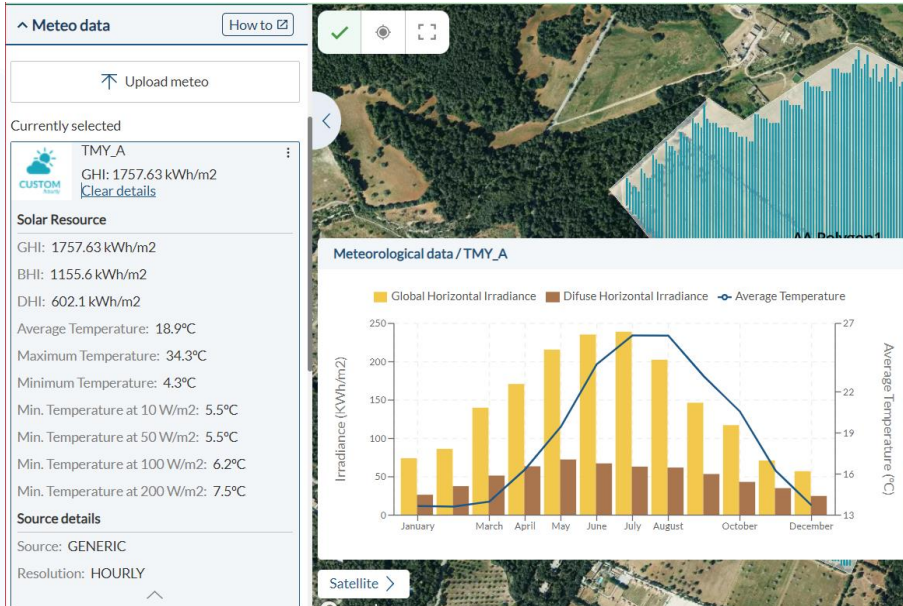 Meteo data
How to
Upload meteo
Currently selected
TMY_A
GHI: 1757.63 kWh/m2
Clear details
CUSTOM
hourly
Solar Resource
GHI: 1757.63 kWh/m2
BHI: 1155.6 kWh/m2
DHI: 602.1 kWh/m2
Average Temperature: 18.9ºC
Maximum Temperature: 34.3ºC
Minimum Temperature: 4.3ºC
Min. Temperature at 10 W/m2: 5.5ºC
Min. Temperature at 50 W/m2: 5.5ºC
Min. Temperature at 100 W/m2: 6.2ºC
Min. Temperature at 200 W/m2: 7.5ºC
Source details
Source: GENERIC
Resolution: HOURLY
AA Polygon1
Meteorological data / TMY_A
Global Horizontal Irradiance Difuse Horizontal Irradiance Average Temperature
Irradiance (KWh/m2)
250
200
150
100
50
0
27
22
19
16
13
Average Temperature (ºC)
January March April May June July August October December
Satellite